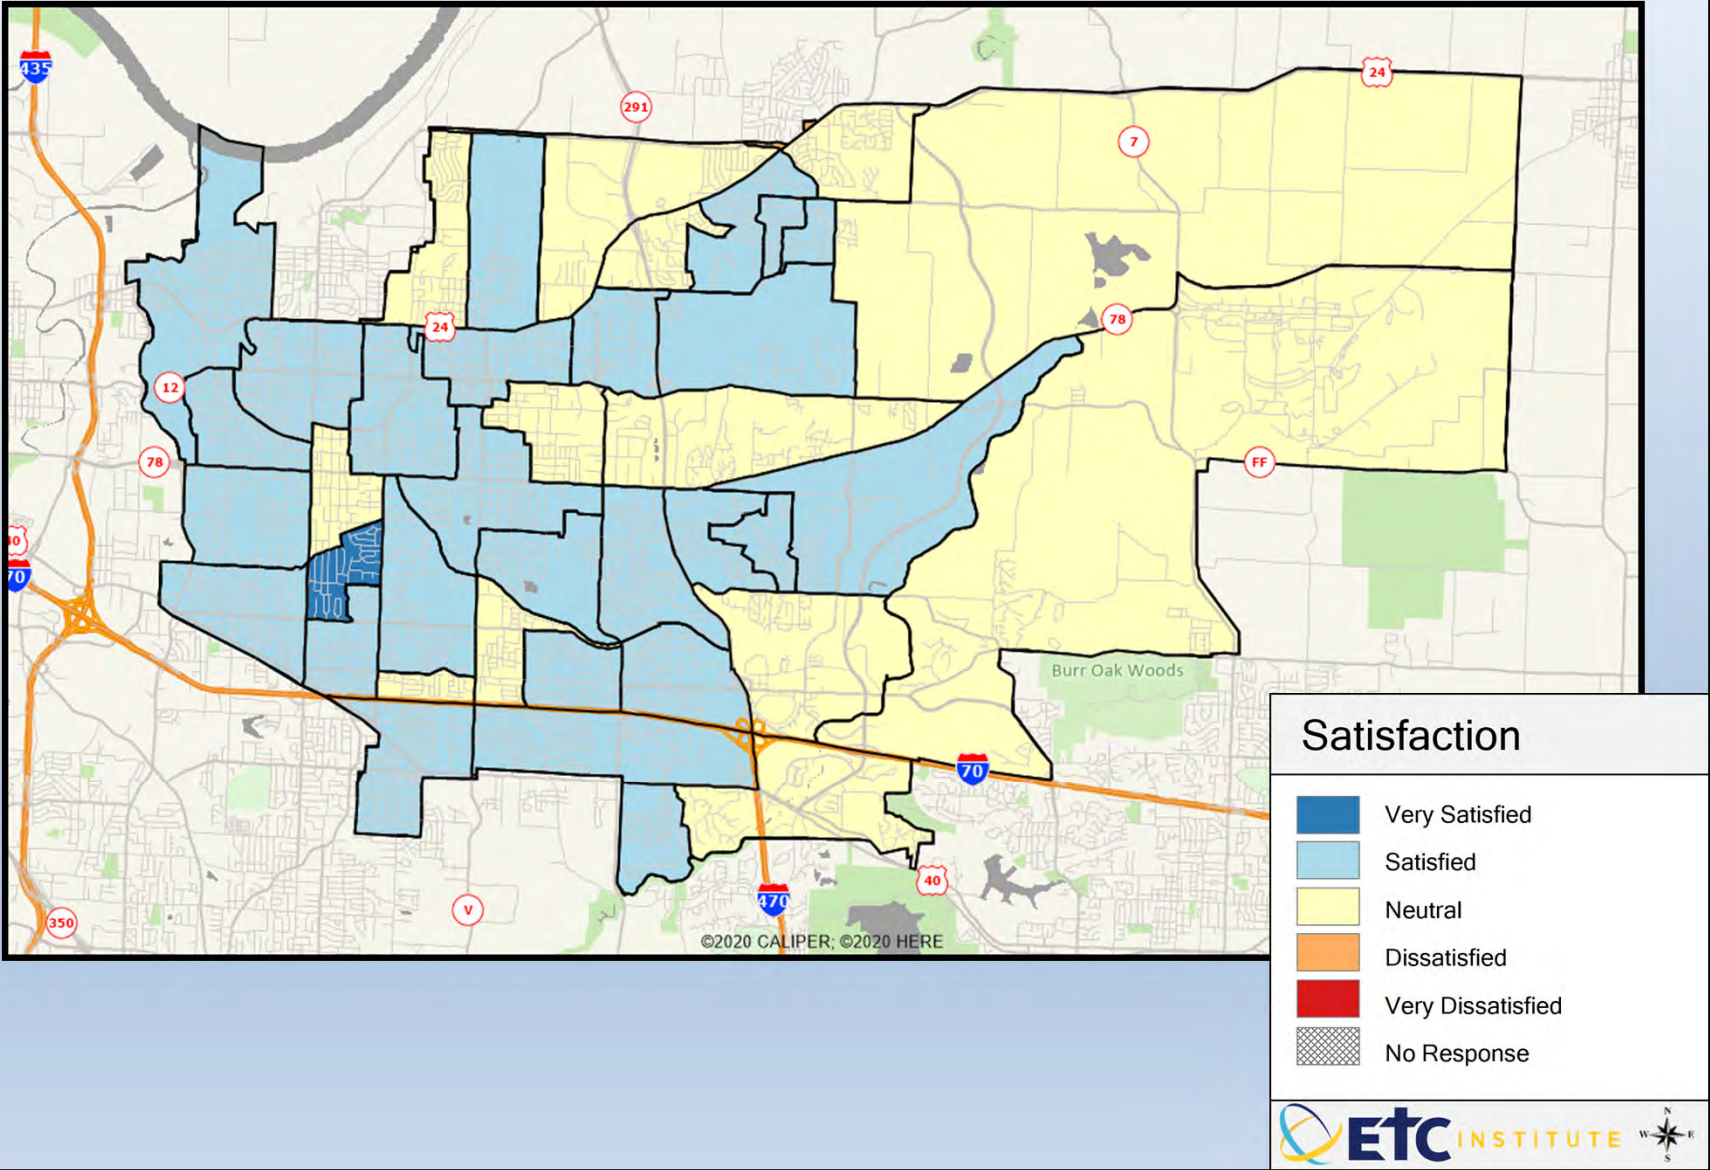 24
435
291
7
24
78
12
78
FF
40
70
Burr Oak Woods
70
40
470
V
350
©2020 CALIPER; ©2020 HERE
Satisfaction
Very Satisfied
Satisfied
Neutral
Dissatisfied
Very Dissatisfied
No Response
ETC INSTITUTE
N
W E
S